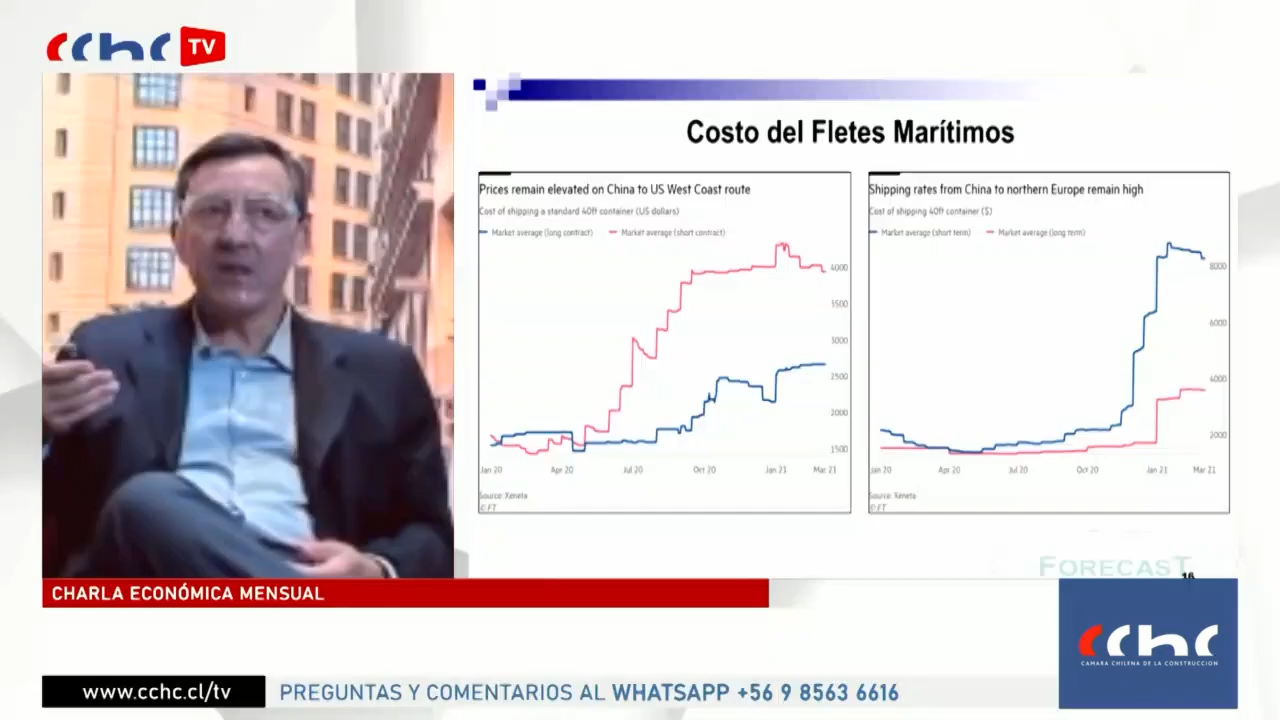 cchc TV
Costo del Fletes Marítimos
Prices remain elevated on China to US West Coast route
Cost of shipping a standard 40ft container (US dollars)
Market average (long contract) Market average (short contract)
4000
3500
3000
2500
2000
1500
Jan 20 Apr 20 Jul 20 Oct 20 Jan 21 Mar 21
Source: Xeneta
© FT
Shipping rates from China to northern Europe remain high
Cost of shipping 40ft container ($)
Market average (short term) Market average (long term)
8000
6000
4000
2000
Jan 20 Apr 20 Jul 20 Oct 20 Jan 21 Mar 21
Source: Xeneta
© FT
FORECAST
16
CHARLA ECONÓMICA MENSUAL
cchc
CAMARA CHILENA DE LA CONSTRUCCION
www.cchc.cl/tv
PREGUNTAS Y COMENTARIOS AL WHATSAPP +56 9 8563 6616